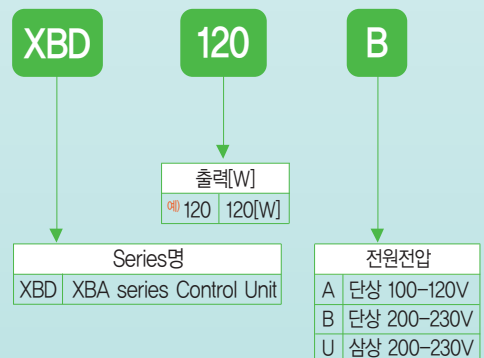 XBD 120 B
출력[W]
예) 120 120[W]
Series명
XBD XBA series Control Unit
전원전압
A 단상 100-120V
B 단상 200-230V
U 삼상 200-230V